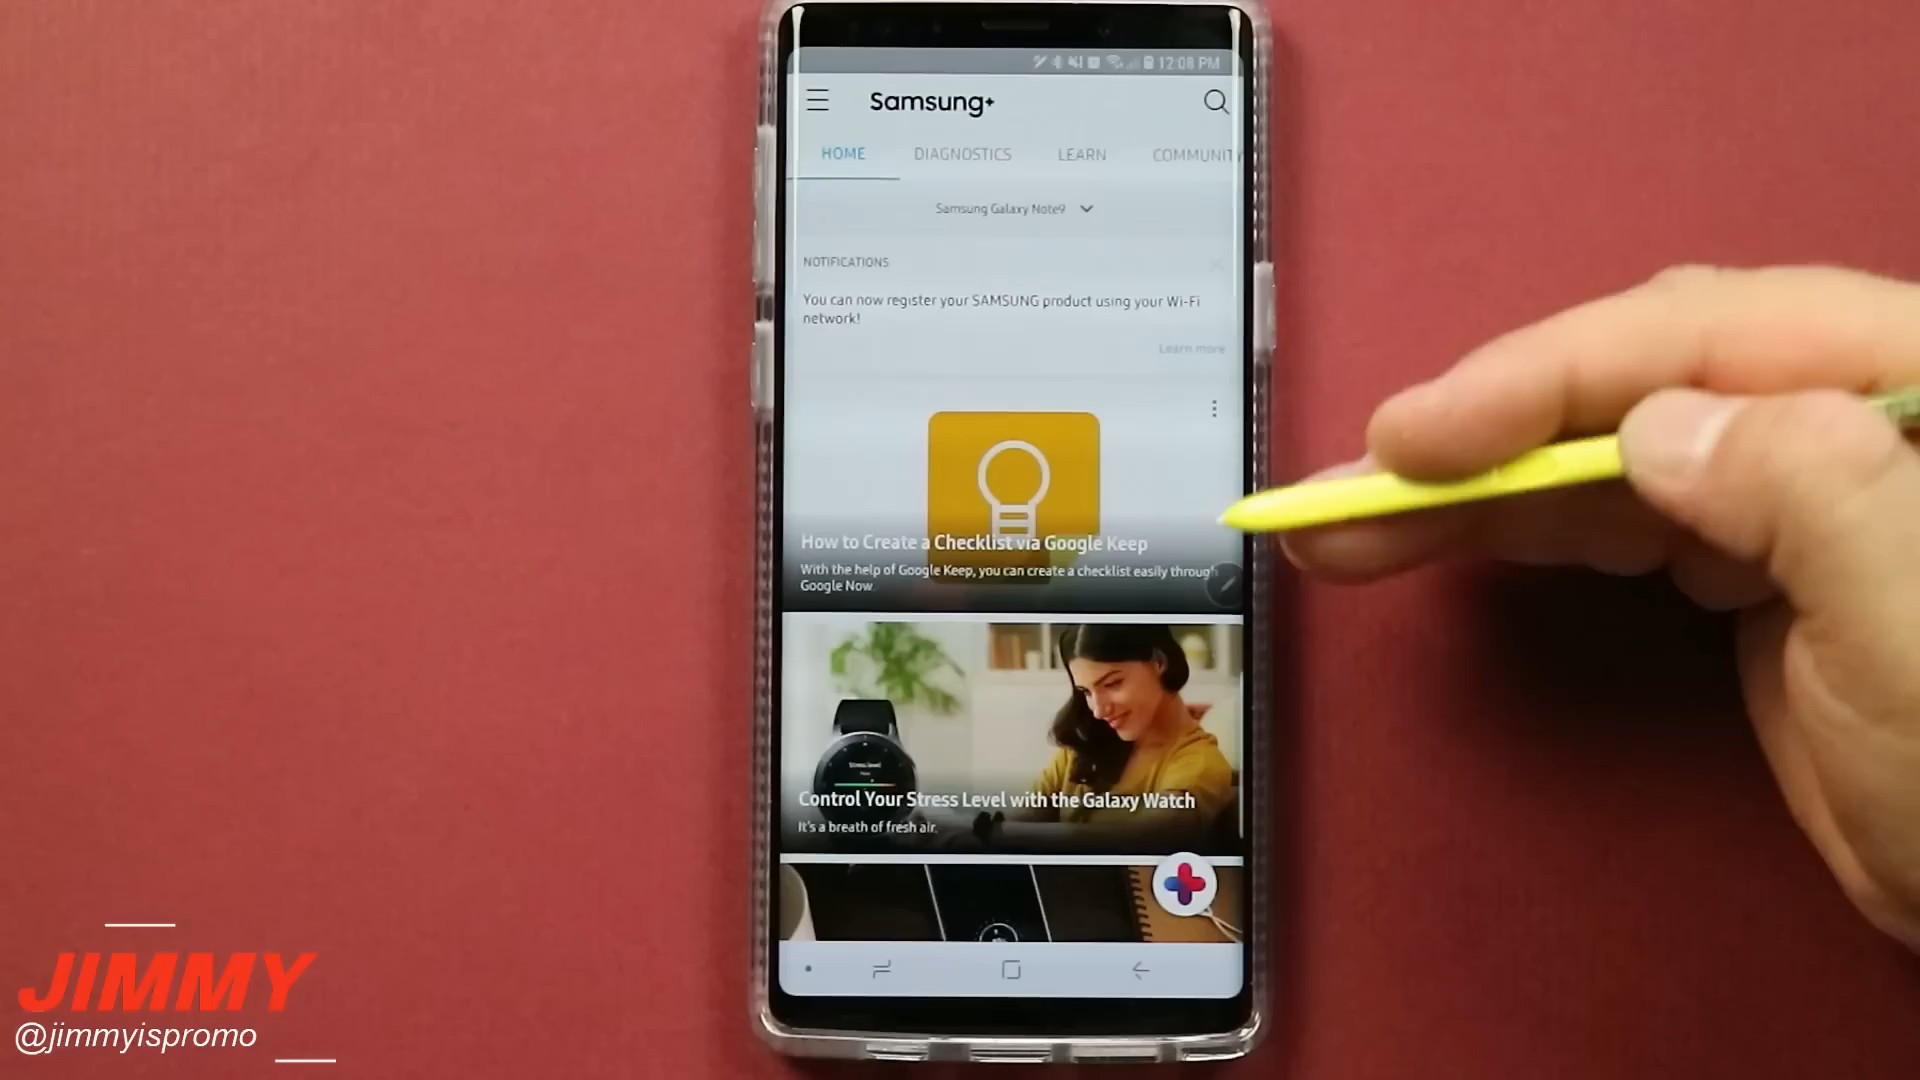 12:08 PM
Samsung+
HOME DIAGNOSTICS LEARN COMMUNITY
Samsung Galaxy Note9
NOTIFICATIONS
You can now register your SAMSUNG product using your Wi-Fi
network!
Learn more
How to Create a Checklist via Google Keep
With the help of Google Keep, you can create a checklist easily through
Google Now.
Stress level
Control Your Stress Level with the Galaxy Watch
It's a breath of fresh air.
JIMMY
@jimmyispromo